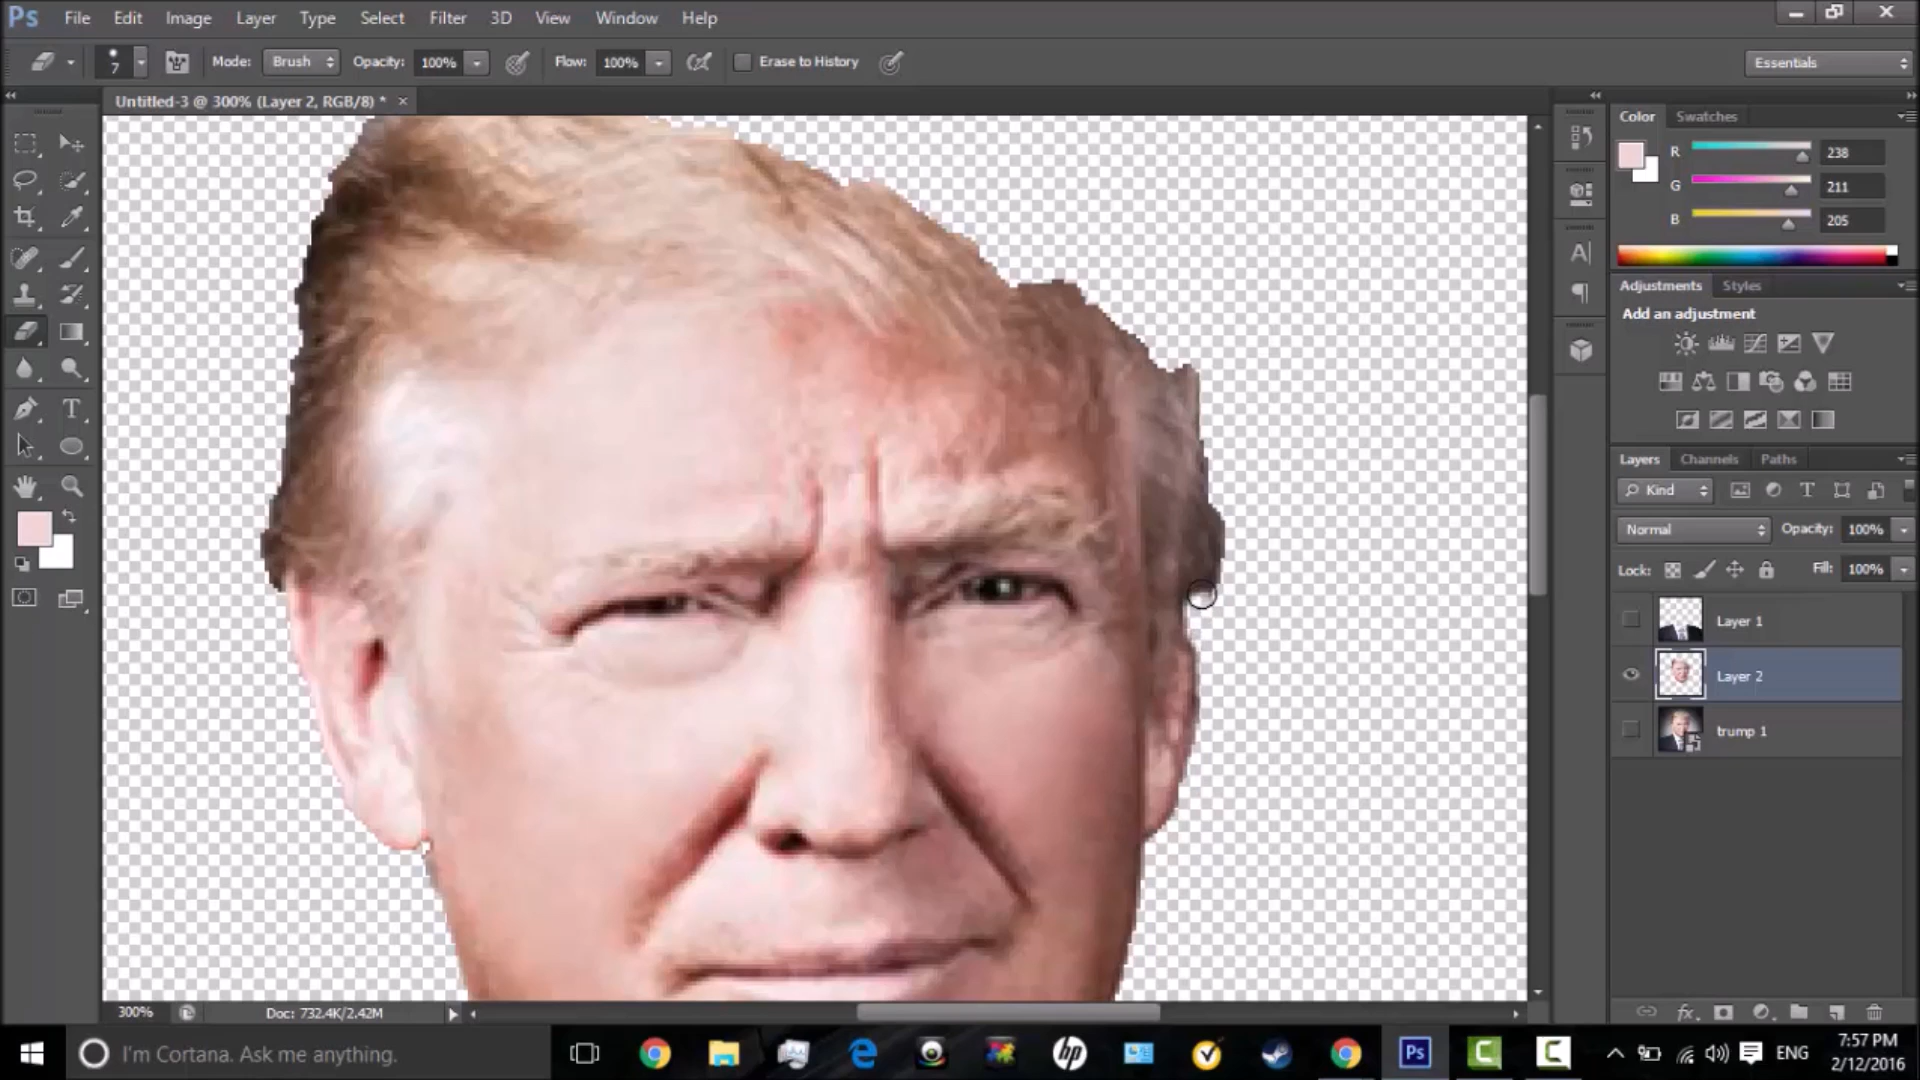 Ps File Edit Image Layer Type Select Filter 3D View Window Help
7 Mode: Brush Opacity: 100% Flow: 100% Erase to History Essentials
Untitled-3 @ 300% (Layer 2, RGB/8) * ×
Color Swatches
R 238
G 211
B 205
Adjustments Styles
Add an adjustment
Layers Channels Paths
Kind
Normal Opacity: 100%
Lock: Fill: 100%
Layer 1
Layer 2
trump 1
300% Doc: 732.4K/2.42M
I'm Cortana. Ask me anything. hp Ps C C ENG 7:57 PM
2/12/2016